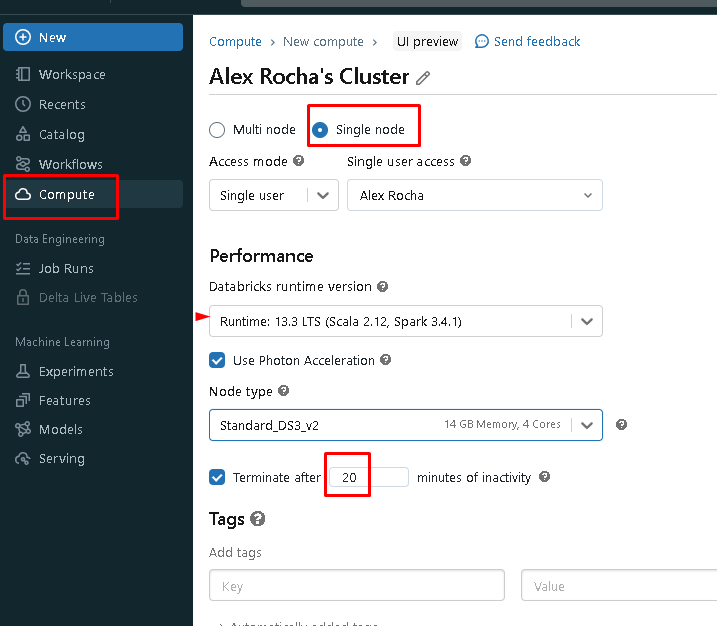 New
Workspace
Recents
Catalog
Workflows
Compute
Data Engineering
Job Runs
Delta Live Tables
Machine Learning
Experiments
Features
Models
Serving
Compute > New compute > UI preview Send feedback
Alex Rocha's Cluster
Multi node Single node
Access mode Single user access
Single user Alex Rocha
Performance
Databricks runtime version
Runtime: 13.3 LTS (Scala 2.12, Spark 3.4.1)
Use Photon Acceleration
Node type
Standard_DS3_v2 14 GB Memory, 4 Cores
Terminate after 20 minutes of inactivity
Tags
Add tags
Key Value
Automatically added tags